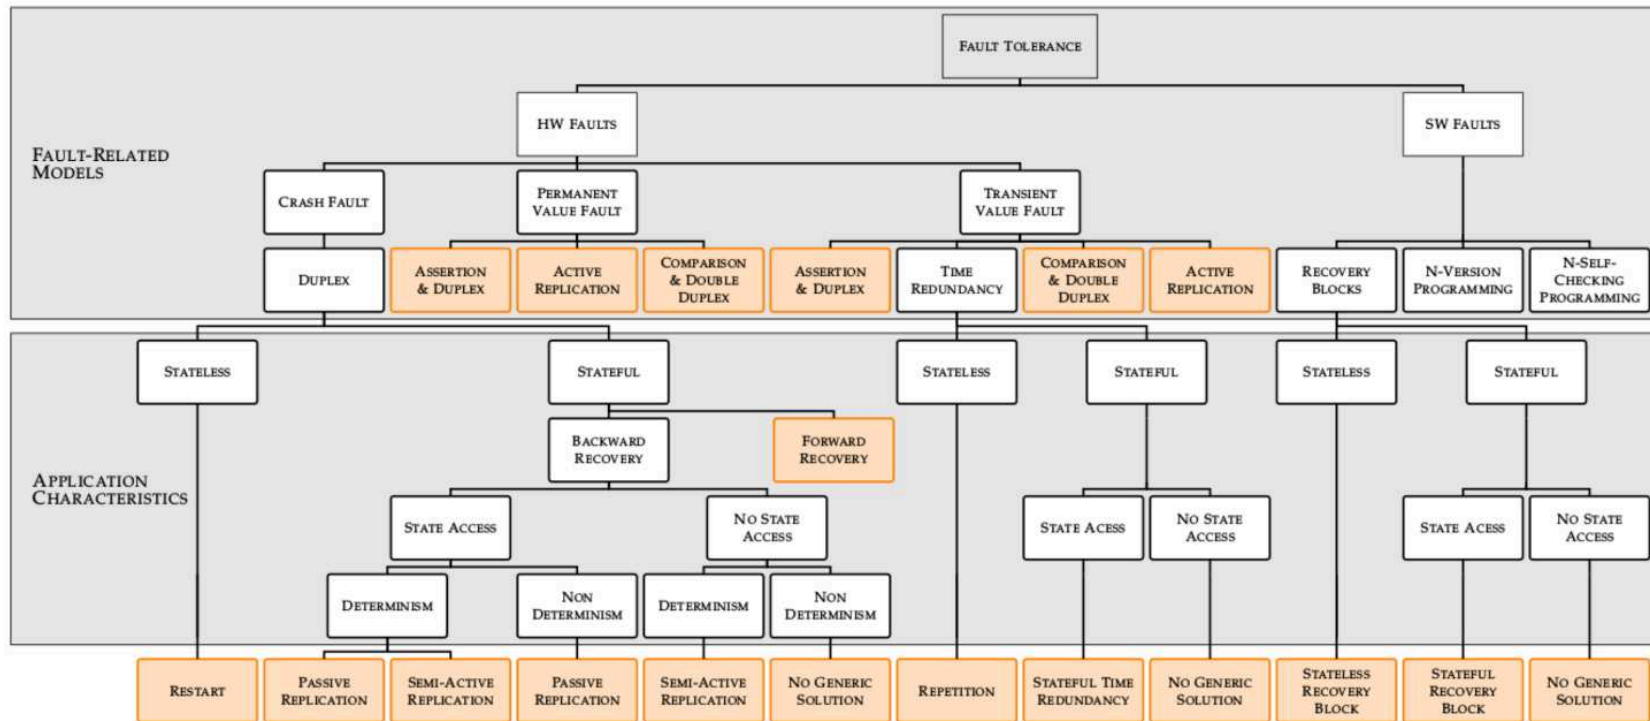 FAULT TOLERANCE
HW FAULTS
SW FAULTS
FAULT-RELATED
MODELS
CRASH FAULT
PERMANENT
VALUE FAULT
TRANSIENT
VALUE FAULT
DUPLEX
ASSERTION
& DUPLEX
ACTIVE
REPLICATION
COMPARISON
& DOUBLE
DUPLEX
ASSERTION
& DUPLEX
TIME
REDUNDANCY
COMPARISON
& DOUBLE
DUPLEX
ACTIVE
REPLICATION
RECOVERY
BLOCKS
N-VERSION
PROGRAMMING
N-SELF-
CHECKING
PROGRAMMING
STATELESS
STATEFUL
STATELESS
STATEFUL
STATELESS
STATEFUL
BACKWARD
RECOVERY
FORWARD
RECOVERY
APPLICATION
CHARACTERISTICS
STATE ACCESS
NO STATE
ACCESS
STATE ACESS
NO STATE
ACCESS
STATE ACESS
NO STATE
ACCESS
DETERMINISM
NON
DETERMINISM
DETERMINISM
NON
DETERMINISM
RESTART
PASSIVE
REPLICATION
SEMI-ACTIVE
REPLICATION
PASSIVE
REPLICATION
SEMI-ACTIVE
REPLICATION
NO GENERIC
SOLUTION
REPETITION
STATEFUL TIME
REDUNDANCY
NO GENERIC
SOLUTION
STATELESS
RECOVERY
BLOCK
STATEFUL
RECOVERY
BLOCK
NO GENERIC
SOLUTION